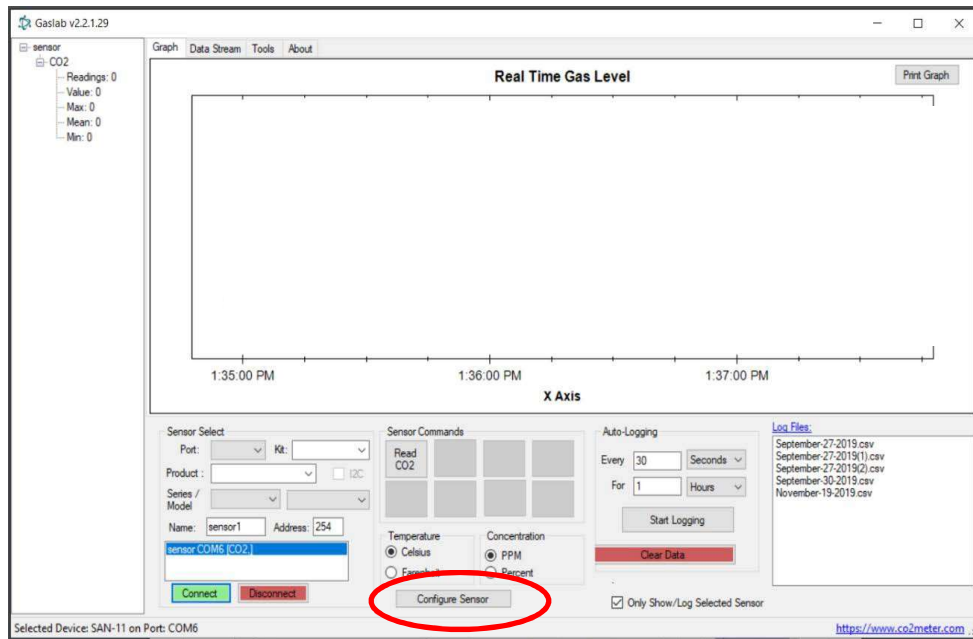 Gaslab v2.2.1.29
sensor
CO2
Readings: 0
Value: 0
Max: 0
Mean: 0
Min: 0
Graph Data Stream Tools About
Real Time Gas Level
Print Graph
1:35:00 PM 1:36:00 PM 1:37:00 PM
X Axis
Sensor Select
Port: Kit:
Product : I2C
Series / Model
Name: sensor1 Address: 254
sensor COM6 [CO2,]
Connect Disconnect
Sensor Commands
Read
CO2
Temperature
Celsius
Farenheit
Concentration
PPM
Percent
Configure Sensor
Auto-Logging
Every 30 Seconds
For 1 Hours
Start Logging
Clear Data
Only Show/Log Selected Sensor
Log Files:
September-27-2019.csv
September-27-2019(1).csv
September-27-2019(2).csv
September-30-2019.csv
November-19-2019.csv
Selected Device: SAN-11 on Port: COM6
https://www.co2meter.com